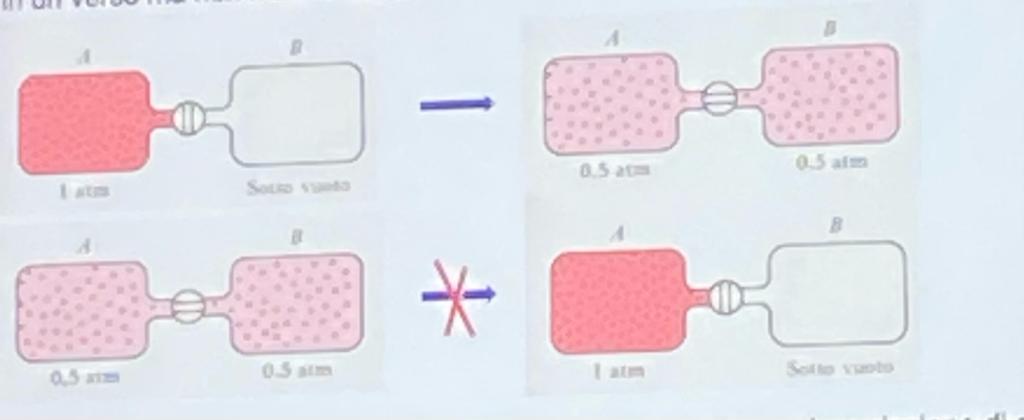 in un verso ma non
A B A B
1 atm Sotto vuoto 0.5 atm 0.5 atm
A B A B
0,5 atm 0.5 atm 1 atm Sotto vuoto